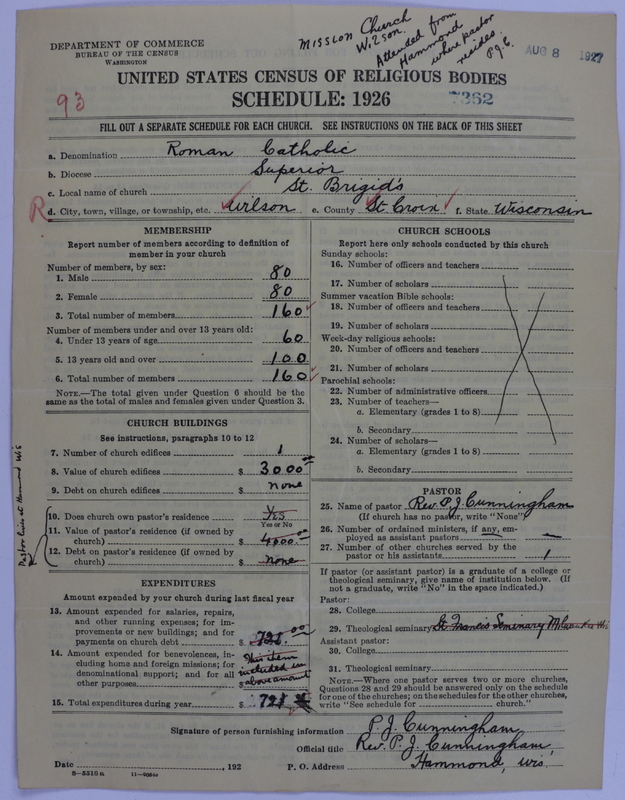 DEPARTMENT OF COMMERCE
BUREAU OF THE CENSUS
WASHINGTON
Mission Church
Wilson.
Attended from
Hammond
where pastor
resides.
Pg 6.
AUG 8 1927
UNITED STATES CENSUS OF RELIGIOUS BODIES
93
SCHEDULE: 1926
7362
FILL OUT A SEPARATE SCHEDULE FOR EACH CHURCH. SEE INSTRUCTIONS ON THE BACK OF THIS SHEET
a. Denomination Roman Catholic
b. Diocese Superior
c. Local name of church St. Brigid's
R d. City, town, village, or township, etc. Wilson e. County St. Croix f. State Wisconsin
MEMBERSHIP
Report number of members according to definition of
member in your church
Number of members, by sex:
1. Male 80
2. Female 80
3. Total number of members 160
Number of members under and over 13 years old:
4. Under 13 years of age 60
5. 13 years old and over 100
6. Total number of members 160
NOTE.—The total given under Question 6 should be the
same as the total of males and females given under Question 3.
CHURCH BUILDINGS
See instructions, paragraphs 10 to 12
7. Number of church edifices 1
8. Value of church edifices $ 3000 00
9. Debt on church edifices $ none
Pastor lives at Hammond Wis
10. Does church own pastor's residence Yes
Yes or No
11. Value of pastor's residence (if owned by
church) $ 4000 00
12. Debt on pastor's residence (if owned by
church) $ none
EXPENDITURES
Amount expended by your church during last fiscal year
13. Amount expended for salaries, repairs,
and other running expenses; for im-
provements or new buildings; and for
payments on church debt $ 721 00
14. Amount expended for benevolences, in-
cluding home and foreign missions; for
denominational support; and for all
other purposes $
This item
included in
above amount
15. Total expenditures during year $ 721
CHURCH SCHOOLS
Report here only schools conducted by this church
Sunday schools:
16. Number of officers and teachers
17. Number of scholars
Summer vacation Bible schools:
18. Number of officers and teachers
19. Number of scholars
Week-day religious schools:
20. Number of officers and teachers
21. Number of scholars
Parochial schools:
22. Number of administrative officers
23. Number of teachers—
a. Elementary (grades 1 to 8)
b. Secondary
24. Number of scholars—
a. Elementary (grades 1 to 8)
b. Secondary
PASTOR
25. Name of pastor Rev. P. J. Cunningham
(If church has no pastor, write "None")
26. Number of ordained ministers, if any, em-
ployed as assistant pastors —
27. Number of other churches served by the
pastor or his assistants 1
If pastor (or assistant pastor) is a graduate of a college or
theological seminary, give name of institution below. (If
not a graduate, write "No" in the space indicated.)
Pastor:
28. College
29. Theological seminary St. Francis Seminary Milwaukee Wis
Assistant pastor:
30. College
31. Theological seminary
NOTE.—Where one pastor serves two or more churches,
Questions 28 and 29 should be answered only on the schedule
for one of the churches; on the schedules for the other churches,
write "See schedule for church."
Signature of person furnishing information P. J. Cunningham
Official title Rev. P. J. Cunningham,
Date , 192 P. O. Address Hammond, Wis.